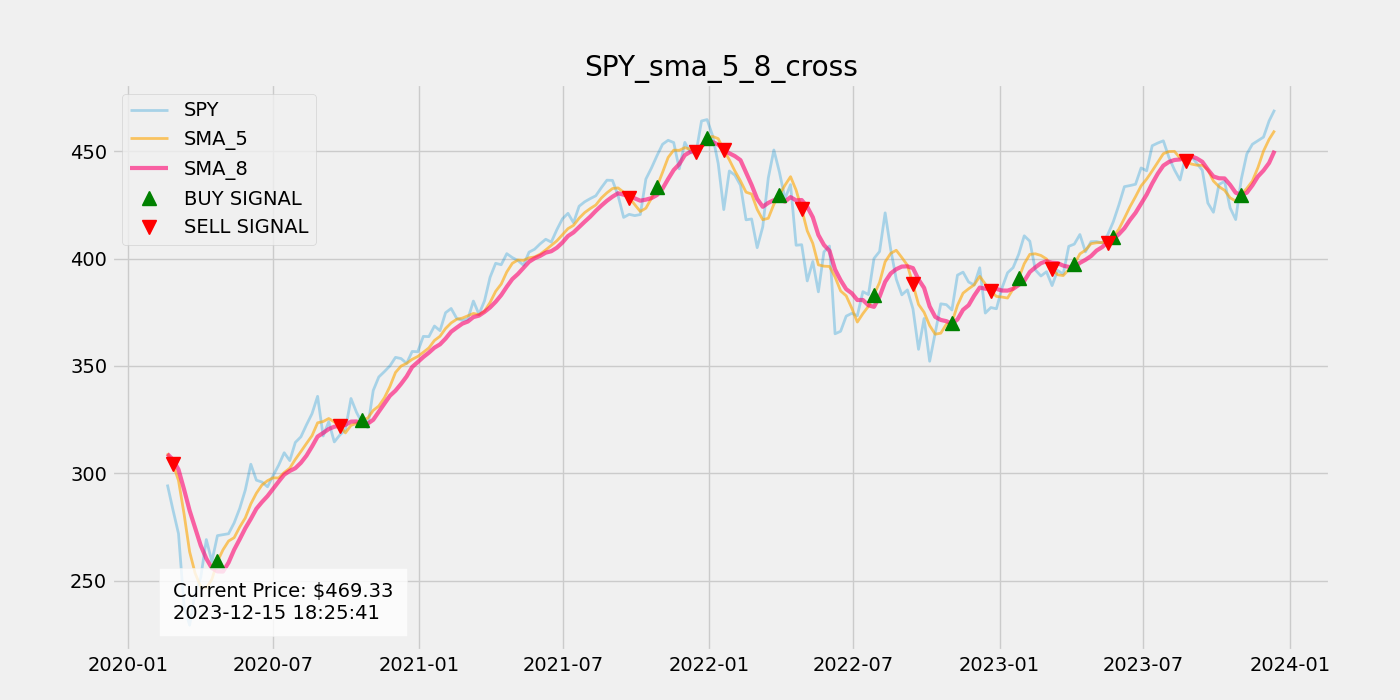 SPY_sma_5_8_cross
SPY
SMA_5
SMA_8
BUY SIGNAL
SELL SIGNAL
450
400
350
300
250
Current Price: $469.33
2023-12-15 18:25:41
2020-01 2020-07 2021-01 2021-07 2022-01 2022-07 2023-01 2023-07 2024-01